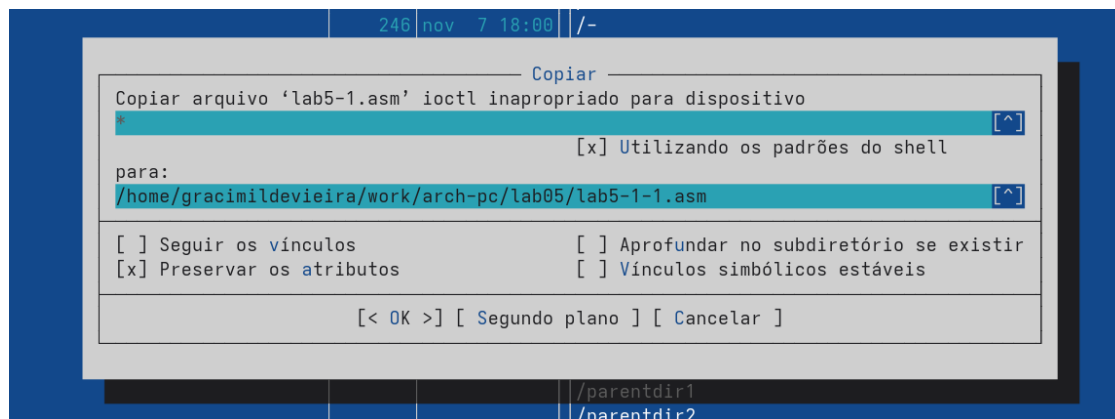 246 nov 7 18:00 /-
Copiar
Copiar arquivo ‘lab5-1.asm’ ioctl inapropriado para dispositivo
* [^]
[x] Utilizando os padrões do shell
para:
/home/gracimildevieira/work/arch-pc/lab05/lab5-1-1.asm [^]
[ ] Seguir os vínculos [ ] Aprofundar no subdiretório se existir
[x] Preservar os atributos [ ] Vínculos simbólicos estáveis
[< OK >] [ Segundo plano ] [ Cancelar ]
/parentdir1
/parentdir2